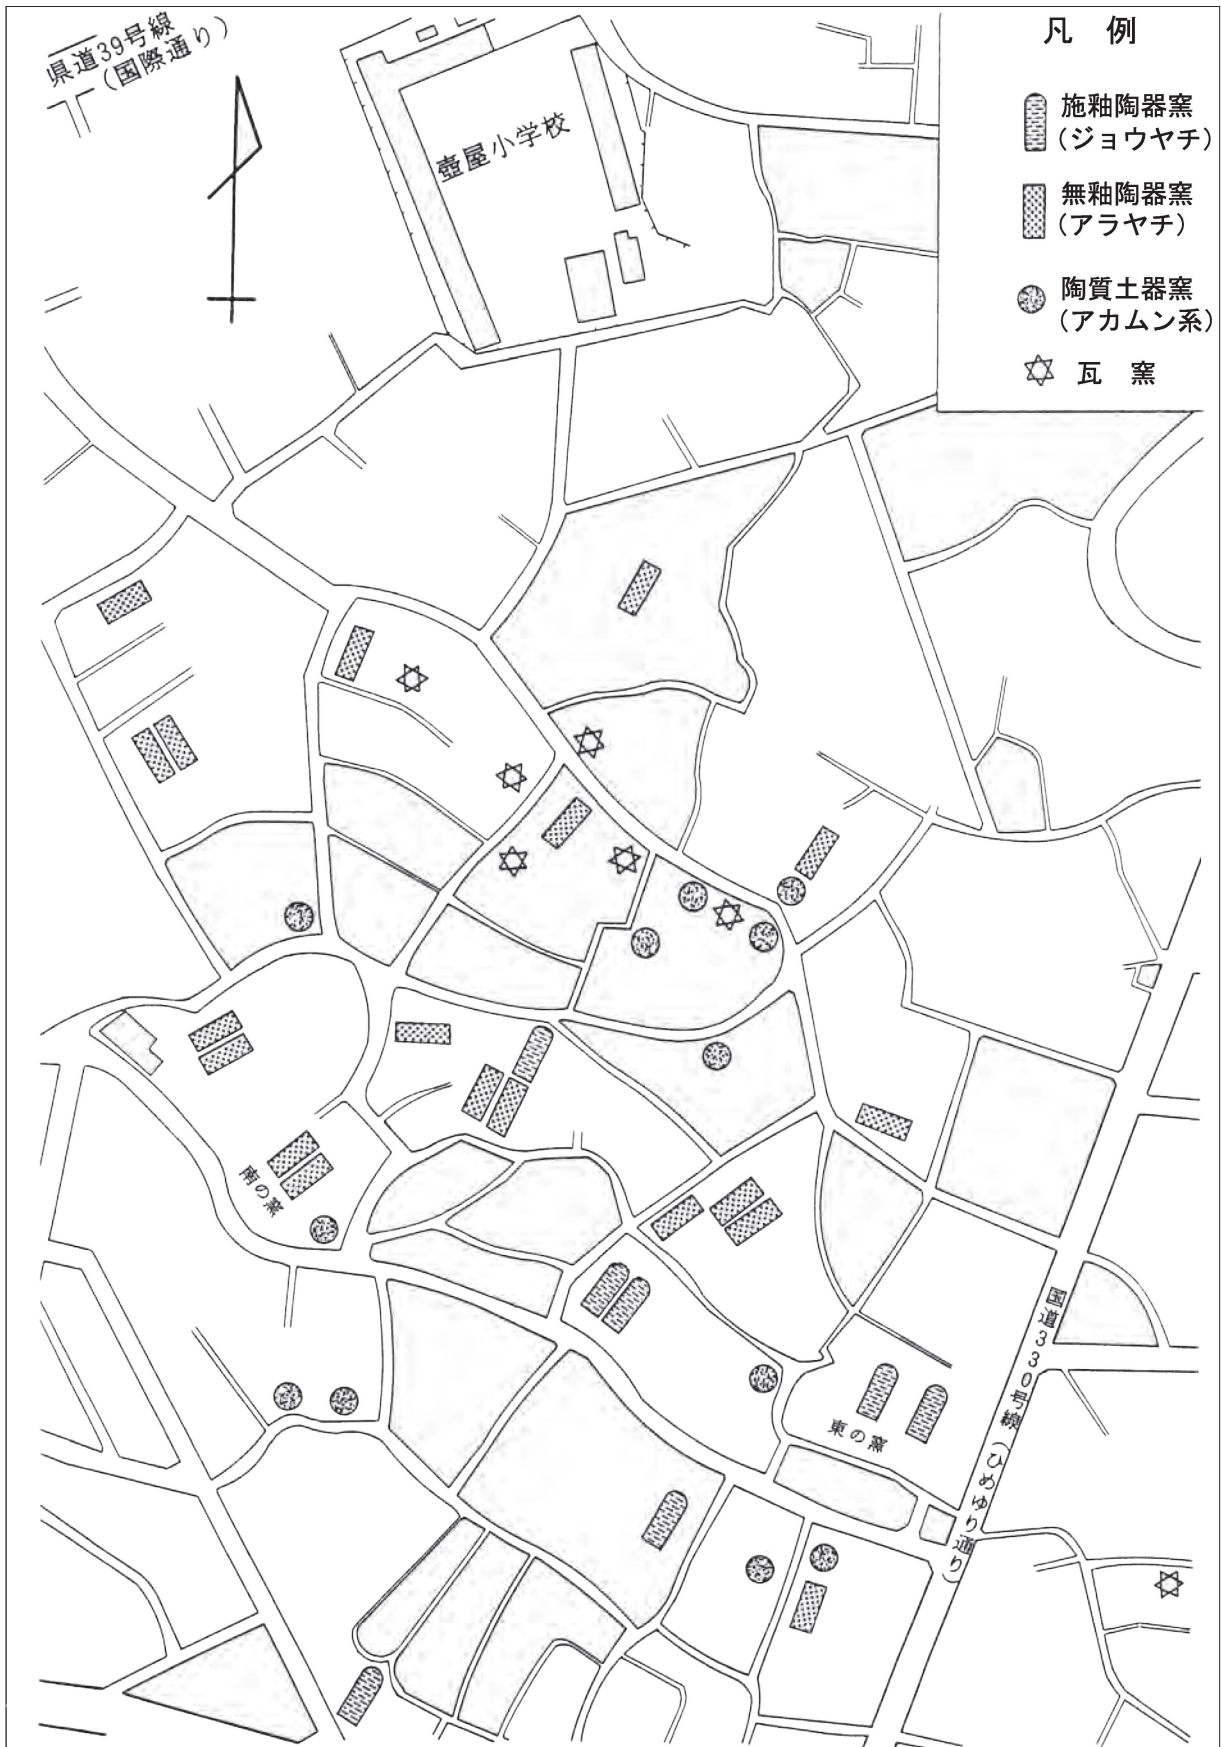 県道39号線
(国際通り)
壺屋小学校
凡 例
施釉陶器窯
(ジョウヤチ)
無釉陶器窯
(アラヤチ)
陶質土器窯
(アカムン系)
瓦 窯
南の窯
東の窯
国道330号線(ひめゆり通り)